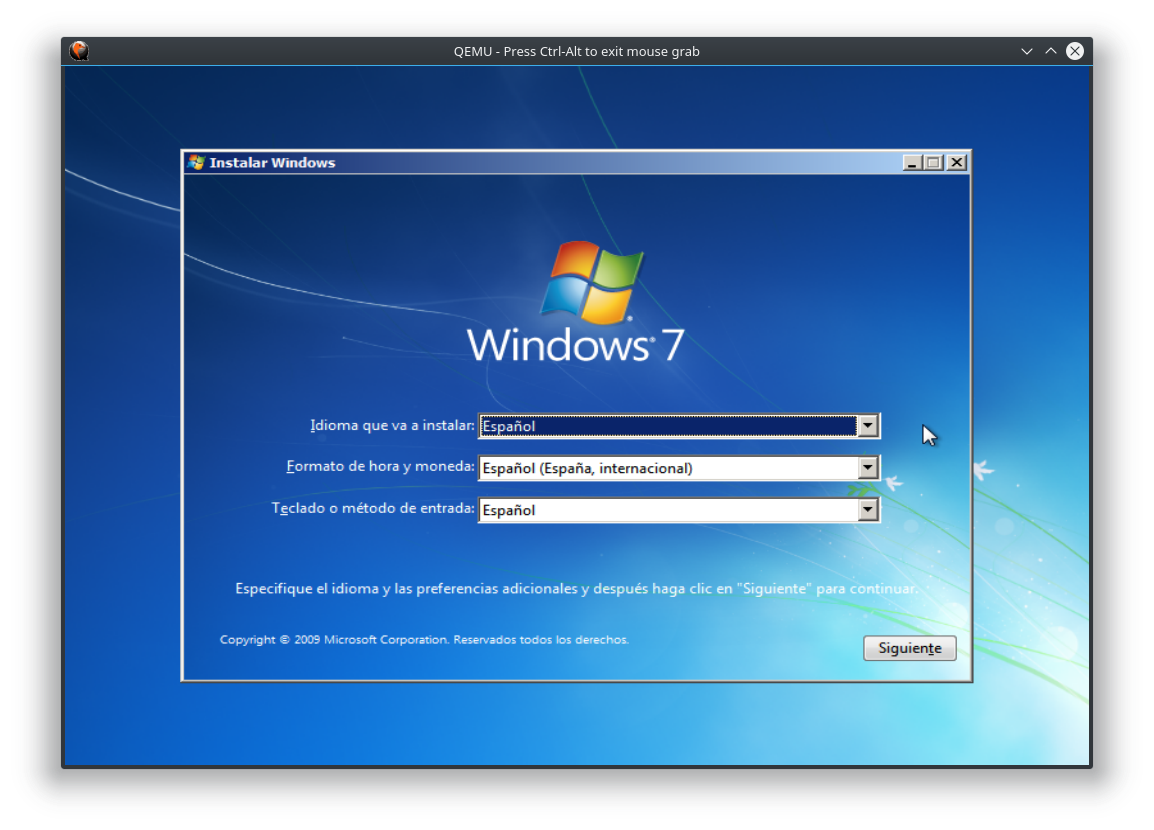 QEMU - Press Ctrl-Alt to exit mouse grab
Instalar Windows
Windows® 7
Idioma que va a instalar: Español
Formato de hora y moneda: Español (España, internacional)
Teclado o método de entrada: Español
Especifique el idioma y las preferencias adicionales y después haga clic en "Siguiente" para continuar.
Copyright © 2009 Microsoft Corporation. Reservados todos los derechos.
Siguiente